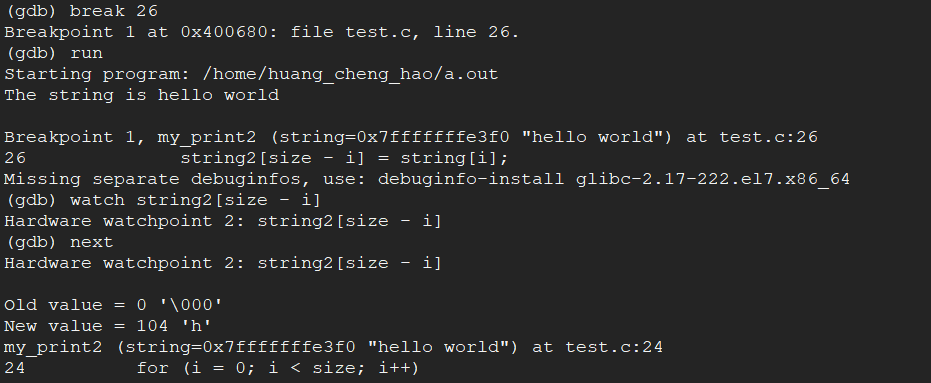 (gdb) break 26
Breakpoint 1 at 0x400680: file test.c, line 26.
(gdb) run
Starting program: /home/huang_cheng_hao/a.out
The string is hello world

Breakpoint 1, my_print2 (string=0x7fffffffe3f0 "hello world") at test.c:26
26              string2[size - i] = string[i];
Missing separate debuginfos, use: debuginfo-install glibc-2.17-222.el7.x86_64
(gdb) watch string2[size - i]
Hardware watchpoint 2: string2[size - i]
(gdb) next
Hardware watchpoint 2: string2[size - i]

Old value = 0 '\000'
New value = 104 'h'
my_print2 (string=0x7fffffffe3f0 "hello world") at test.c:24
24          for (i = 0; i < size; i++)